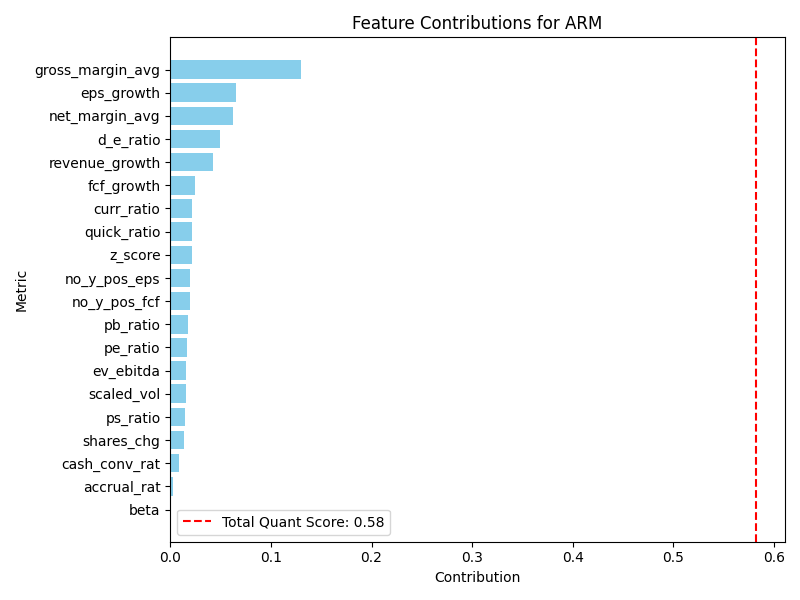 Feature Contributions for ARM
Metric
gross_margin_avg
eps_growth
net_margin_avg
d_e_ratio
revenue_growth
fcf_growth
curr_ratio
quick_ratio
z_score
no_y_pos_eps
no_y_pos_fcf
pb_ratio
pe_ratio
ev_ebitda
scaled_vol
ps_ratio
shares_chg
cash_conv_rat
accrual_rat
beta
Total Quant Score: 0.58
0.0 0.1 0.2 0.3 0.4 0.5 0.6
Contribution